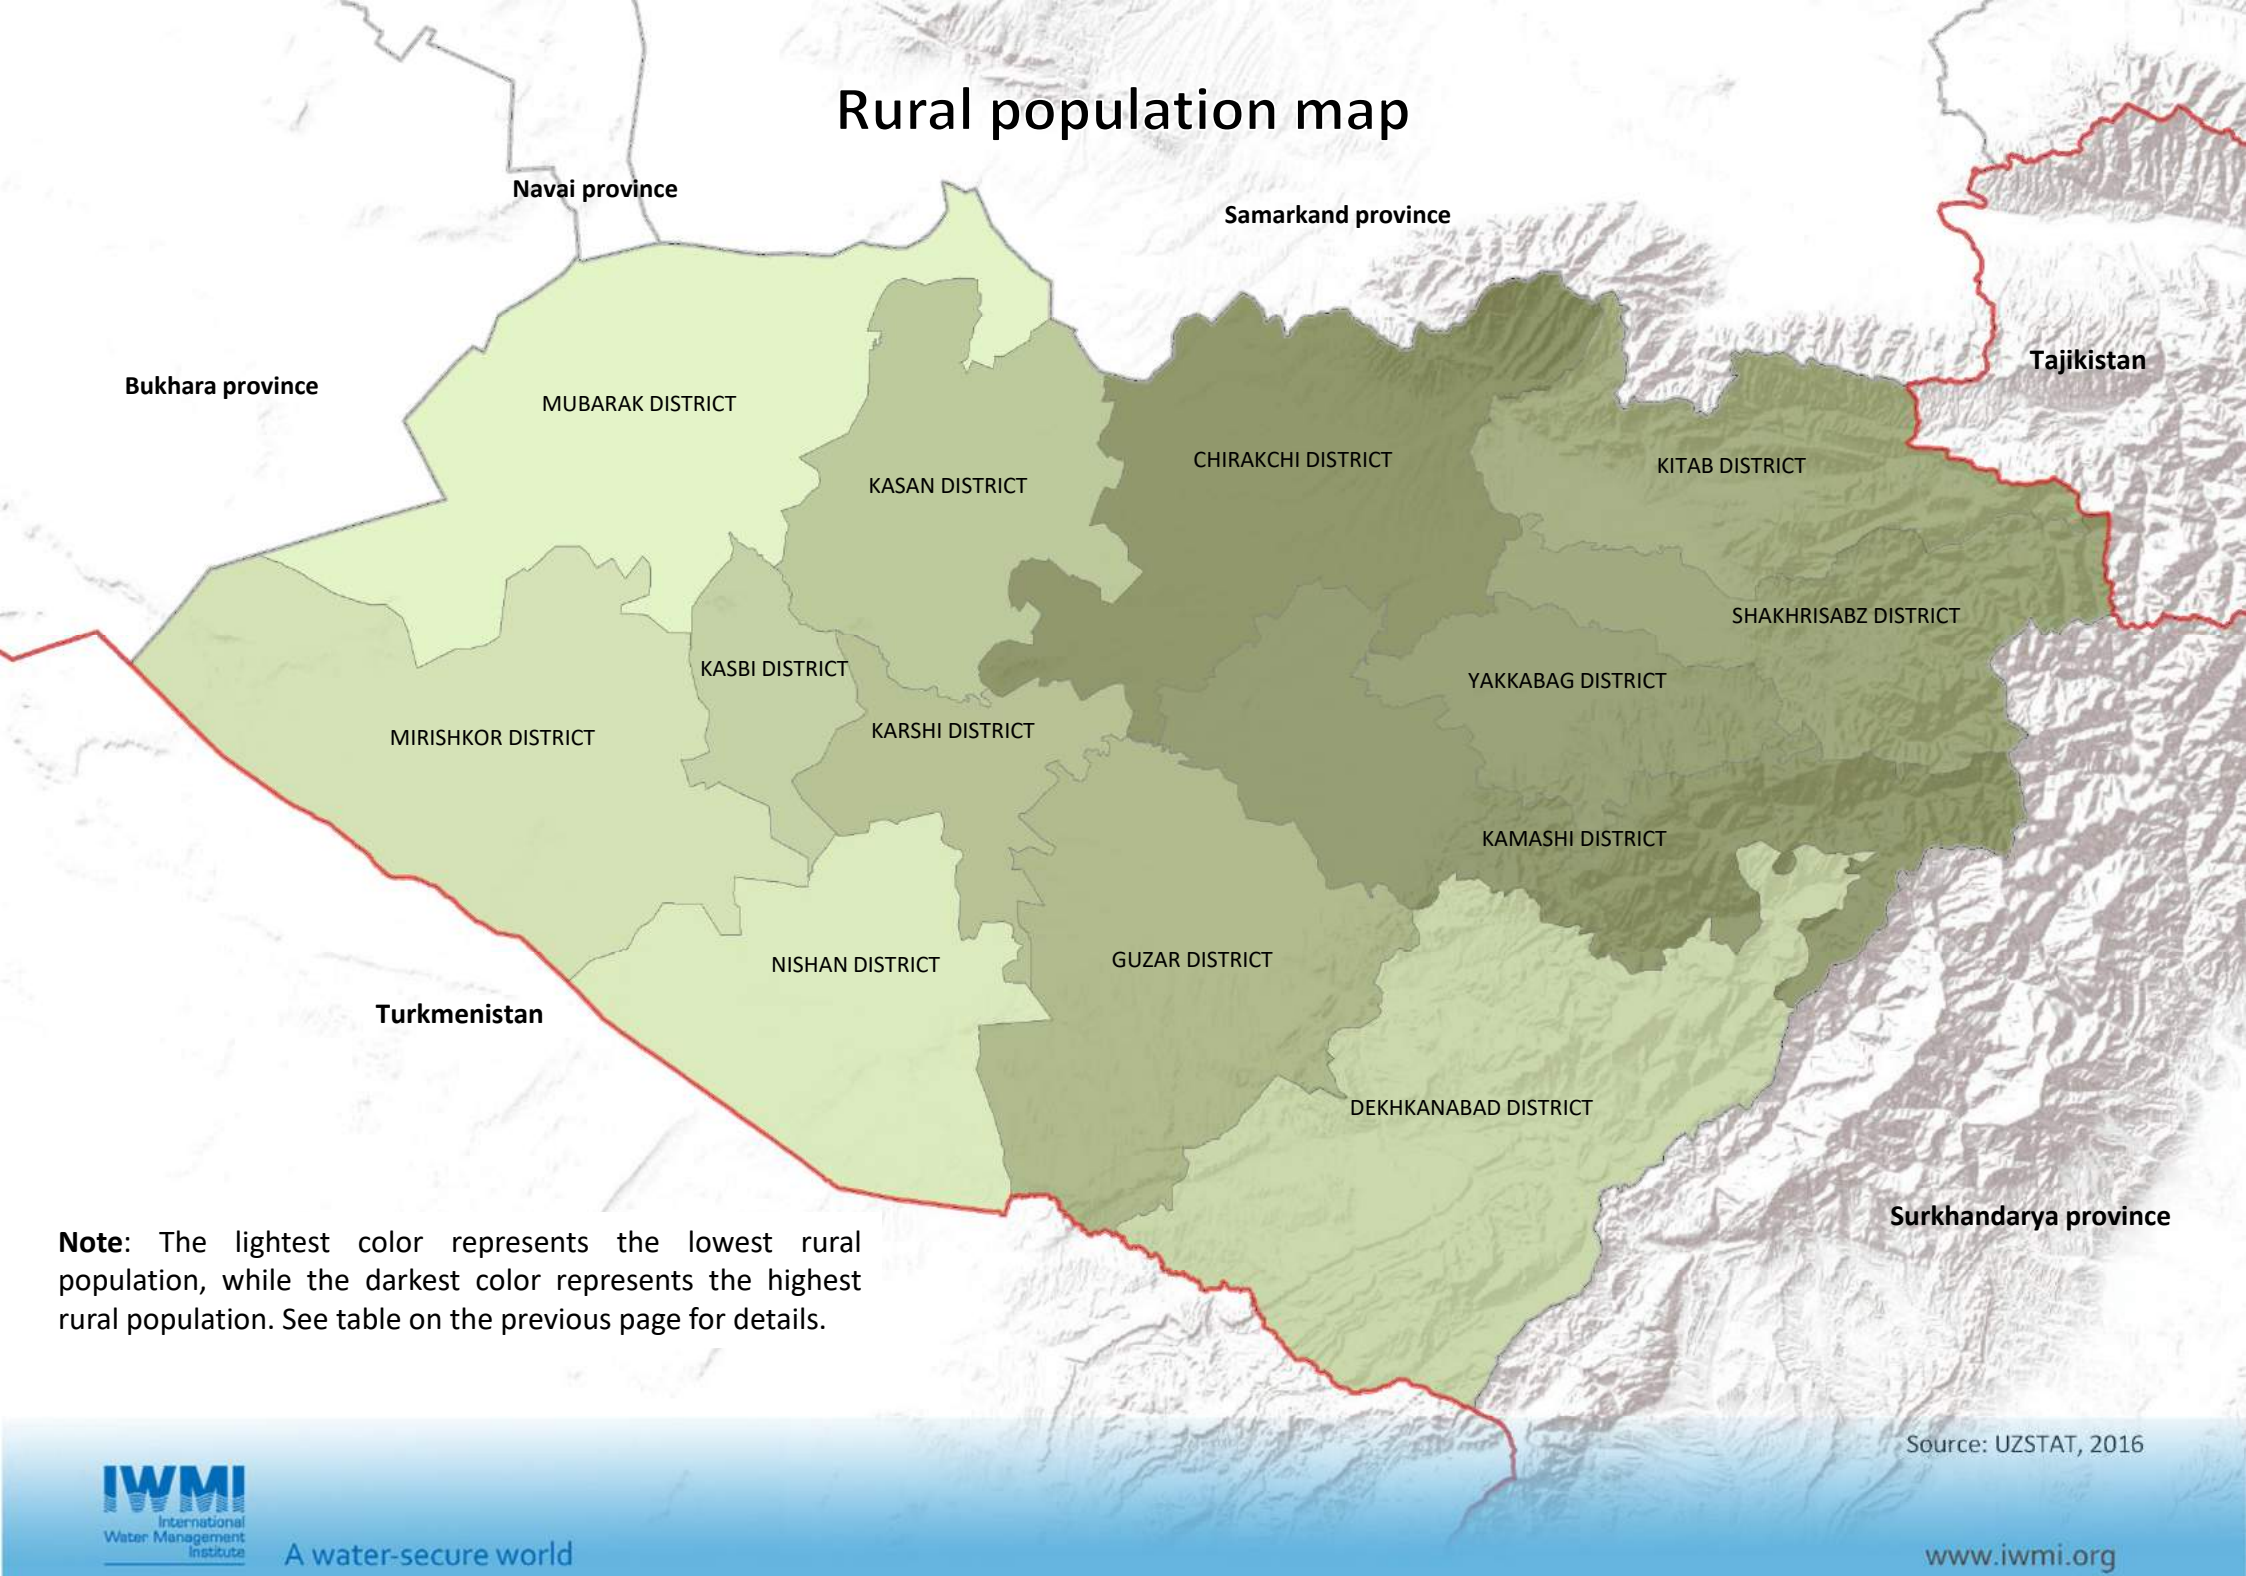 Rural population map
Navai province
Samarkand province
Tajikistan
Bukhara province
MUBARAK DISTRICT
KASAN DISTRICT
CHIRAKCHI DISTRICT
KITAB DISTRICT
SHAKHRISABZ DISTRICT
KASBI DISTRICT
YAKKABAG DISTRICT
MIRISHKOR DISTRICT
KARSHI DISTRICT
KAMASHI DISTRICT
NISHAN DISTRICT
GUZAR DISTRICT
Turkmenistan
DEKHKANABAD DISTRICT
Surkhandarya province
Note: The lightest color represents the lowest rural
population, while the darkest color represents the highest
rural population. See table on the previous page for details.
Source: UZSTAT, 2016
IWMI
International
Water Management
Institute
A water-secure world
www.iwmi.org